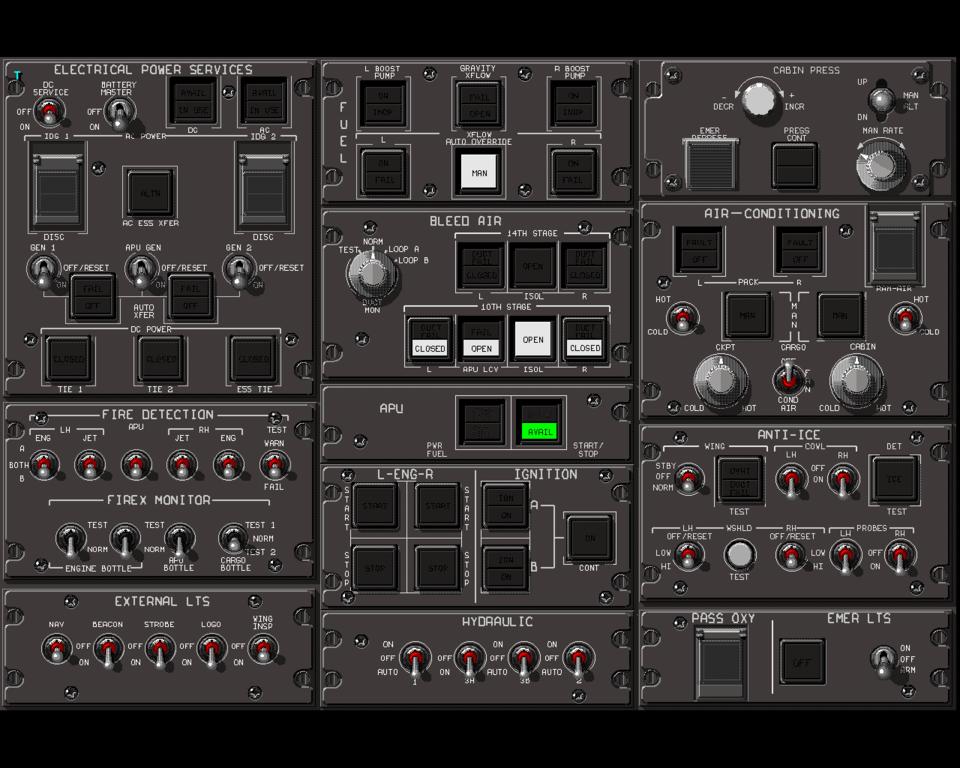 T
ELECTRICAL POWER SERVICES
DC SERVICE
OFF
ON
BATTERY MASTER
OFF
ON
AVAIL
IN USE
DC
AVAIL
IN USE
AC
IDG 1
AC POWER
IDG 2
DISC
ALTN
AC ESS XFER
DISC
GEN 1
APU GEN
GEN 2
OFF/RESET
OFF/RESET
OFF/RESET
ON
ON
ON
FAIL
OFF
AUTO XFER
FAIL
OFF
DC POWER
CLOSED
CLOSED
CLOSED
TIE 1
TIE 2
ESS TIE
FIRE DETECTION
LH
APU
RH
TEST
ENG
JET
JET
ENG
WARN
A
BOTH
B
FAIL
FIREX MONITOR
TEST
NORM
TEST
NORM
TEST 1
NORM
TEST 2
ENGINE BOTTLE
APU BOTTLE
CARGO BOTTLE
EXTERNAL LTS
NAV
BEACON
STROBE
LOGO
WING INSP
OFF
ON
OFF
ON
OFF
ON
OFF
ON
FUEL
L BOOST PUMP
GRAVITY XFLOW
R BOOST PUMP
ON
INOP
FAIL
OPEN
ON
INOP
XFLOW
L
AUTO OVERRIDE
R
ON
FAIL
MAN
ON
FAIL
BLEED AIR
NORM
TEST
LOOP A
LOOP B
DUCT MON
14TH STAGE
DUCT FAIL
CLOSED
OPEN
DUCT FAIL
CLOSED
L
ISOL
R
10TH STAGE
DUCT FAIL
CLOSED
FAIL
OPEN
OPEN
DUCT FAIL
CLOSED
L
APU LCV
ISOL
R
APU
PWR FUEL
AVAIL
START/
STOP
L-ENG-R
IGNITION
START
START
START
START
STOP
STOP
STOP
STOP
IGN
ON
A
IGN
ON
B
ON
CONT
HYDRAULIC
ON
OFF
AUTO
1
OFF
ON
3A
ON
OFF
AUTO
3B
ON
OFF
AUTO
2
CABIN PRESS
-
DECR
+
INCR
UP
MAN ALT
DN
EMER
DEPRESS
PRESS CONT
MAN RATE
AIR-CONDITIONING
FAULT
OFF
FAULT
OFF
RAM-AIR
L
PACK
R
HOT
COLD
MAN
MAN
MAN
HOT
COLD
CKPT
CARGO
CABIN
OFF
COND AIR
COLD
HOT
COLD
HOT
ANTI-ICE
WING
COWL
DET
STBY
OFF
NORM
OVHT
DUCT FAIL
TEST
LH
OFF
ON
RH
ICE
TEST
LH
WSHLD
RH
PROBES
OFF/RESET
OFF/RESET
LH
RH
LOW
HI
TEST
LOW
HI
OFF
ON
PASS OXY
EMER LTS
OFF
ON
OFF
ARM